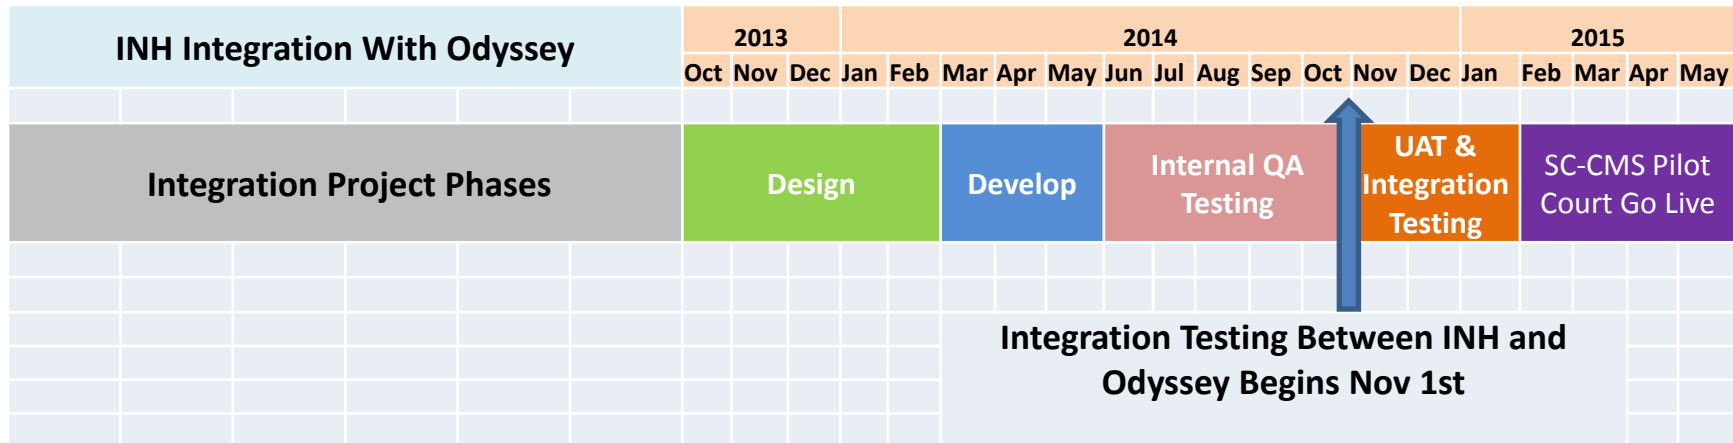 INH Integration With Odyssey
2013 2014 2015
Oct Nov Dec Jan Feb Mar Apr May Jun Jul Aug Sep Oct Nov Dec Jan Feb Mar Apr May
Integration Project Phases
Design
Develop
Internal QA
Testing
UAT &
Integration
Testing
SC-CMS Pilot
Court Go Live
Integration Testing Between INH and
Odyssey Begins Nov 1st